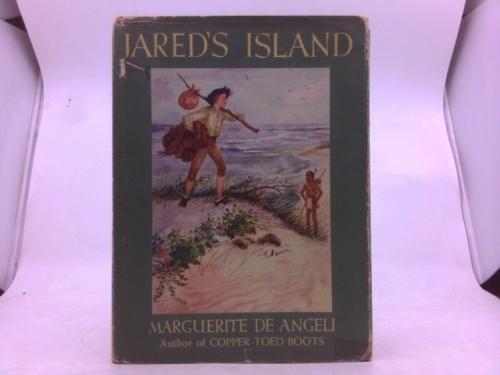 JARED'S ISLAND
MARGUERITE DE ANGELI
Author of COPPER-TOED BOOTS